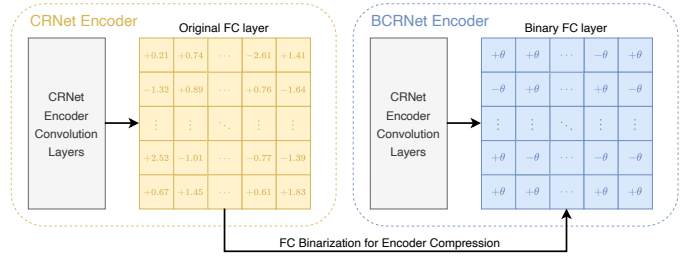 CRNet Encoder
Original FC layer
CRNet
Encoder
Convolution
Layers
+0.21 +0.74 ⋯ −2.61 +1.41
−1.32 +0.89 ⋯ +0.76 −1.64
⋮ ⋮ ⋱ ⋮ ⋮
+2.52 −1.01 ⋯ −0.77 −1.39
+0.67 +1.45 ⋯ +0.61 +1.83
BCRNet Encoder
Binary FC layer
CRNet
Encoder
Convolution
Layers
+θ +θ ⋯ −θ +θ
−θ +θ ⋯ +θ −θ
⋮ ⋮ ⋱ ⋮ ⋮
+θ −θ ⋯ −θ −θ
+θ +θ ⋯ +θ +θ
FC Binarization for Encoder Compression